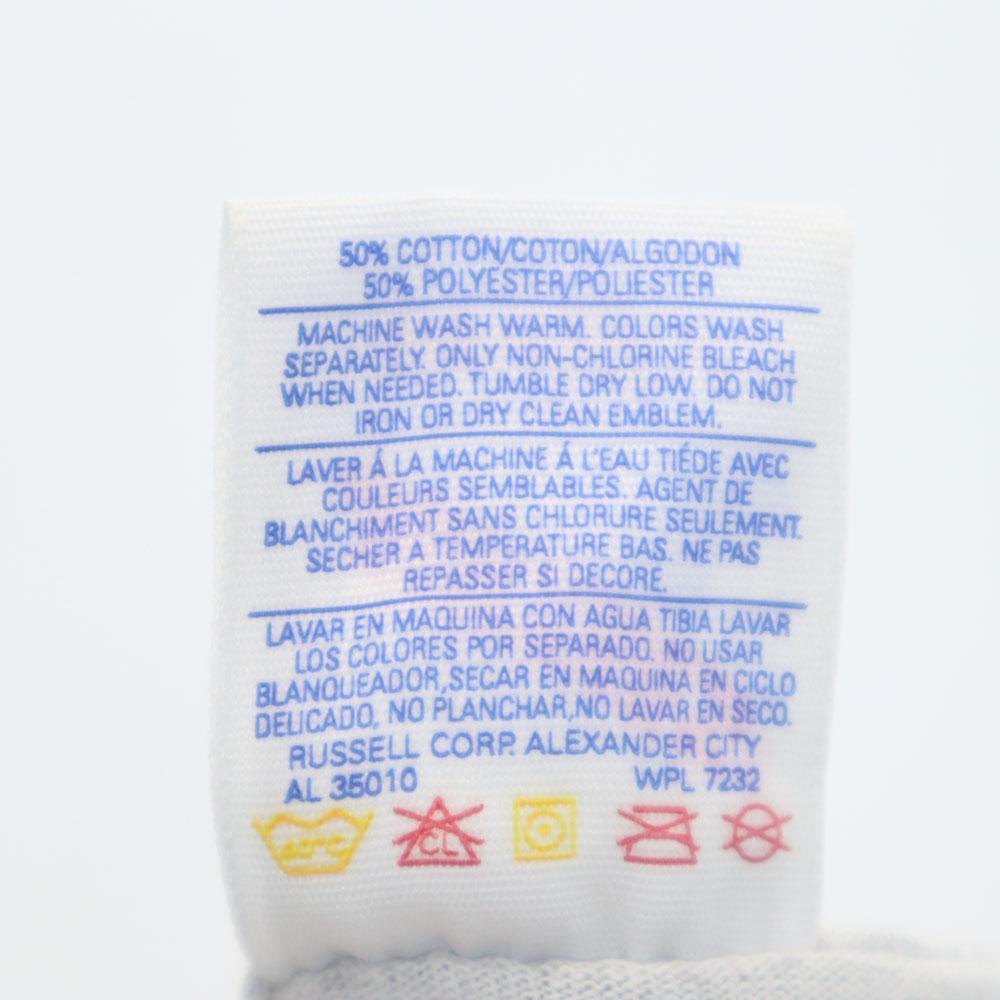 50% COTTON/COTON/ALGODON
50% POLYESTER/POLIESTER
MACHINE WASH WARM. COLORS WASH
SEPARATELY. ONLY NON-CHLORINE BLEACH
WHEN NEEDED. TUMBLE DRY LOW. DO NOT
IRON OR DRY CLEAN EMBLEM.
LAVER Á LA MACHINE Á L'EAU TIÉDE AVEC
COULEURS SEMBLABLES. AGENT DE
BLANCHIMENT SANS CHLORURE SEULEMENT.
SECHER A TEMPERATURE BAS. NE PAS
REPASSER SI DECORE.
LAVAR EN MAQUINA CON AGUA TIBIA LAVAR
LOS COLORES POR SEPARADO. NO USAR
BLANQUEADOR,SECAR EN MAQUINA EN CICLO
DELICADO, NO PLANCHAR,NO LAVAR EN SECO.
RUSSELL CORP. ALEXANDER CITY
AL 35010 WPL 7232
40°C CL